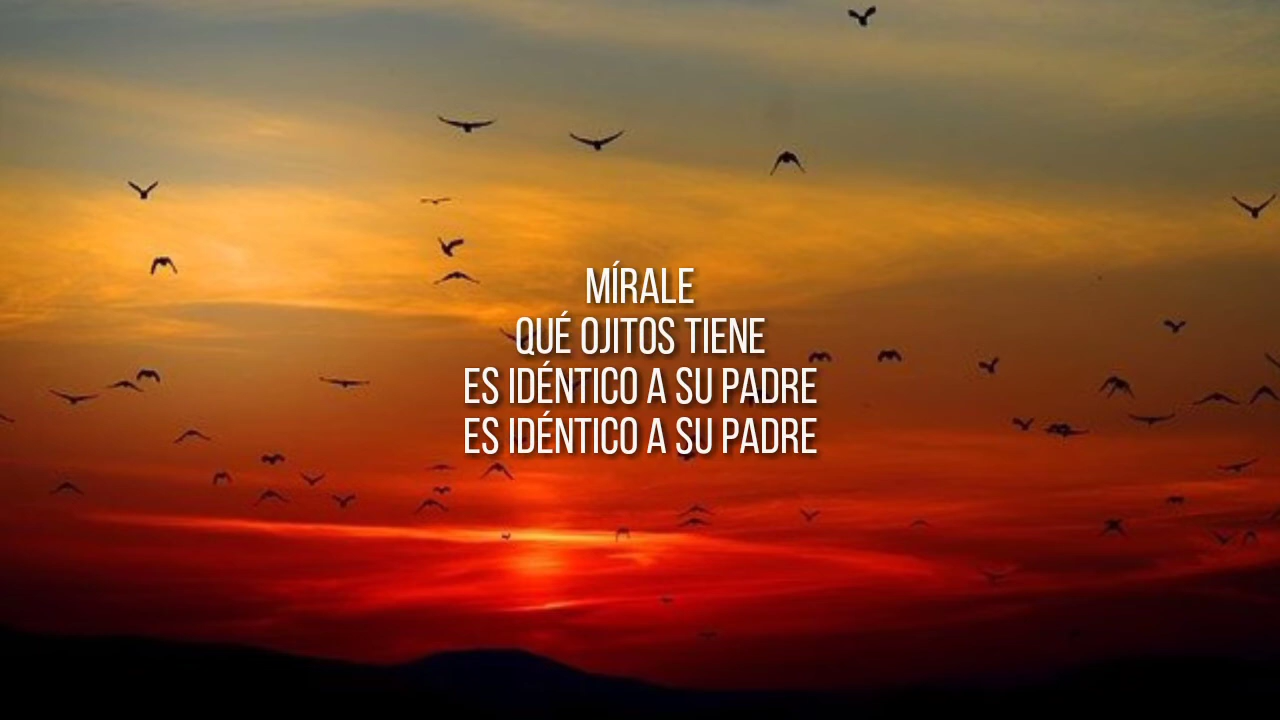 MÍRALE
QUÉ OJITOS TIENE
ES IDÉNTICO A SU PADRE
ES IDÉNTICO A SU PADRE